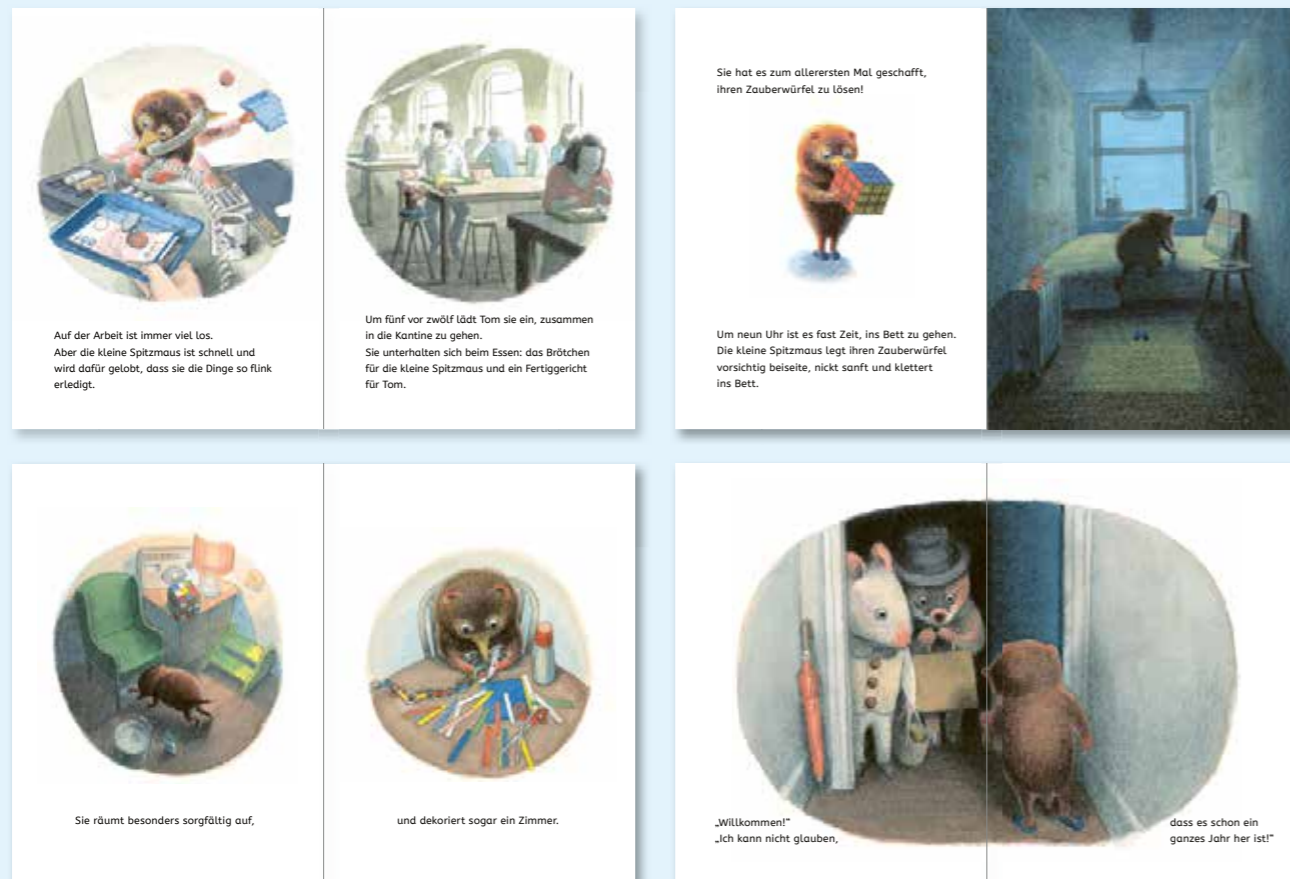 Auf der Arbeit ist immer viel los.
Aber die kleine Spitzmaus ist schnell und
wird dafür gelobt, dass sie die Dinge so flink
erledigt.
Um fünf vor zwölf lädt Tom sie ein, zusammen
in die Kantine zu gehen.
Sie unterhalten sich beim Essen: das Brötchen
für die kleine Spitzmaus und ein Fertiggericht
für Tom.
Sie hat es zum allerersten Mal geschafft,
ihren Zauberwürfel zu lösen!
Um neun Uhr ist es fast Zeit, ins Bett zu gehen.
Die kleine Spitzmaus legt ihren Zauberwürfel
vorsichtig beiseite, nickt sanft und klettert
ins Bett.
Sie räumt besonders sorgfältig auf,
und dekoriert sogar ein Zimmer.
„Willkommen!“
„Ich kann nicht glauben,
dass es schon ein
ganzes Jahr her ist!“